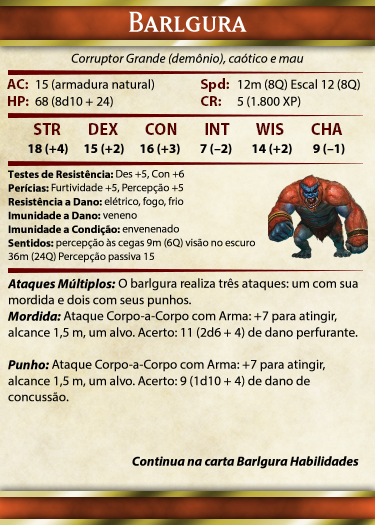 BARLGURA
Corruptor Grande (demônio), caótico e mau
AC: 15 (armadura natural) Spd: 12m (8Q) Escal 12 (8Q)
HP: 68 (8d10 + 24) CR: 5 (1.800 XP)
STR DEX CON INT WIS CHA
18 (+4) 15 (+2) 16 (+3) 7 (–2) 14 (+2) 9 (–1)
Testes de Resistência: Des +5, Con +6
Perícias: Furtividade +5, Percepção +5
Resistência a Dano: elétrico, fogo, frio
Imunidade a Dano: veneno
Imunidade a Condição: envenenado
Sentidos: percepção às cegas 9m (6Q) visão no escuro
36m (24Q) Percepção passiva 15
Ataques Múltiplos: O barlgura realiza três ataques: um com sua
mordida e dois com seus punhos.
Mordida: Ataque Corpo-a-Corpo com Arma: +7 para atingir,
alcance 1,5 m, um alvo. Acerto: 11 (2d6 + 4) de dano perfurante.
Punho: Ataque Corpo-a-Corpo com Arma: +7 para atingir,
alcance 1,5 m, um alvo. Acerto: 9 (1d10 + 4) de dano de
concussão.
Continua na carta Barlgura Habilidades